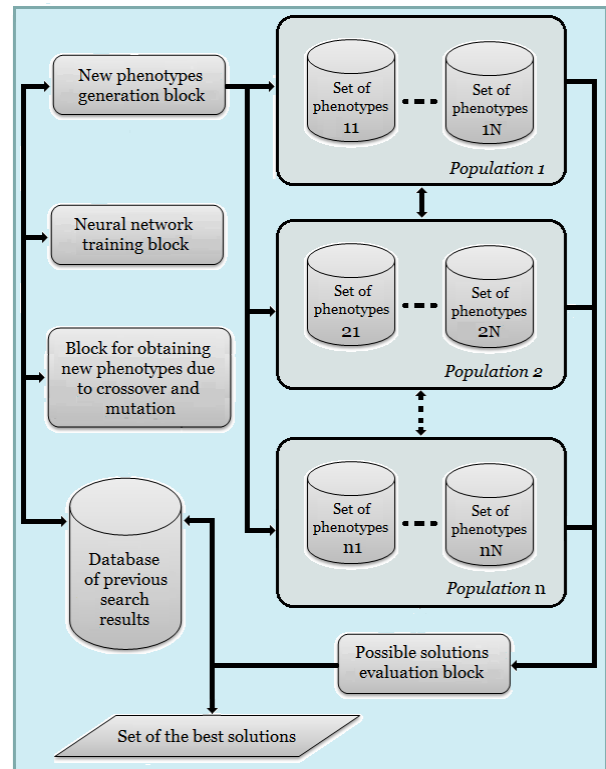 New phenotypes
generation block
Set of
phenotypes
11
Set of
phenotypes
1N
Population 1
Neural network
training block
Set of
phenotypes
21
Set of
phenotypes
2N
Population 2
Block for obtaining
new phenotypes due
to crossover and
mutation
Set of
phenotypes
n1
Set of
phenotypes
nN
Population n
Database
of previous
search
results
Possible solutions
evaluation block
Set of the best solutions